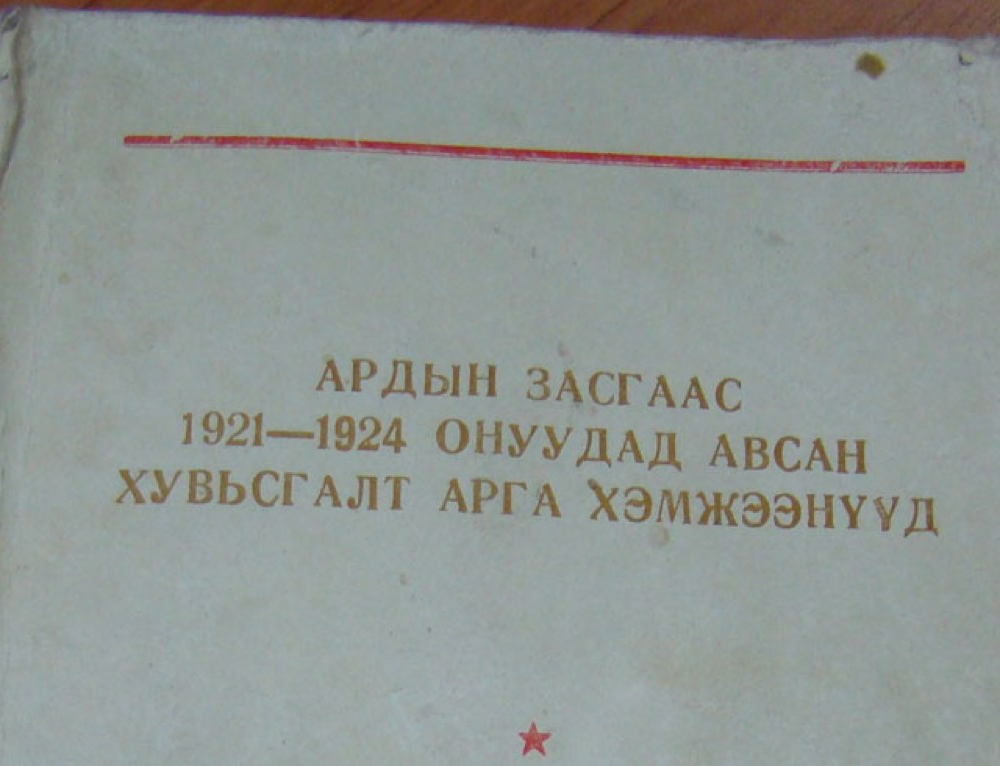 АРДЫН ЗАСГААС
1921—1924 ОНУУДАД АВСАН
ХУВЬСГАЛТ АРГА ХЭМЖЭЭНҮҮД